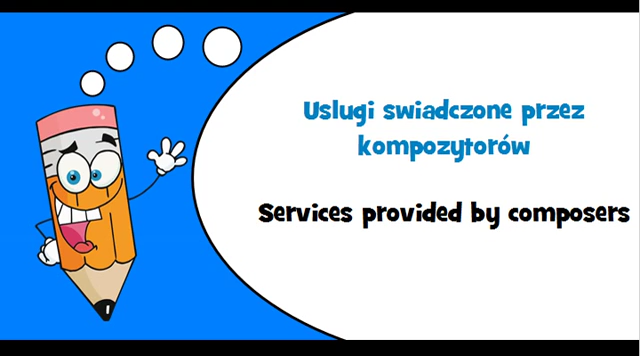 Uslugi swiadczone przez
kompozytorów
Services provided by composers